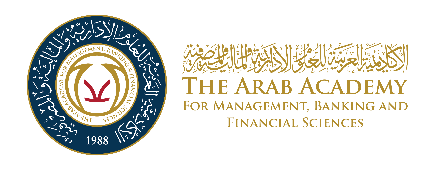 الأكاديمية العربية للعلوم الإدارية والمالية والمصرفية
THE ARAB ACADEMY
FOR MANAGEMENT, BANKING AND
FINANCIAL SCIENCES
1988